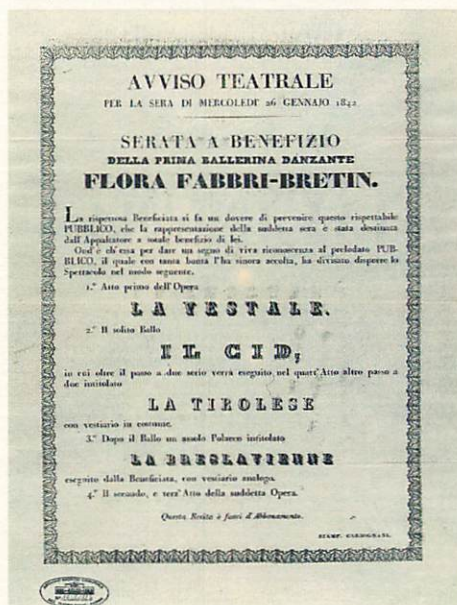 AVVISO TEATRALE
PER LA SERA DI MERCOLEDI' 26 GENNAJO 1842
SERATA A BENEFIZIO
DELLA PRIMA BALLERINA DANZANTE
FLORA FABBRI-BRETIN.
La rispettosa Beneficiata si fa un dovere di prevenire questo rispettabile
PUBBLICO, che la rappresentazione della suddetta sera è stata destinata
dall'Appaltatore a totale benefizio di lei.
Ond'è ch'essa per dare un segno di viva riconoscenza al prelodato PUB-
BLICO, il quale con tanta bontà l'ha sinora accolta, ha divisato disporre lo
Spettacolo nel modo seguente.
1.° Atto primo dell'Opera
LA VESTALE.
2.° Il solito Ballo
IL CID,
in cui oltre il passo a due serio verrà eseguito nel quart'Atto altro passo a
due intitolato
LA TIROLESE
con vestiario in costume.
3.° Dopo il Ballo un assolo Polacco intitolato
LA BRESLAVIENNE
eseguito dalla Beneficiata, con vestiario analogo.
4.° Il secondo, e terz'Atto della suddetta Opera.
Questa Recita è fuori d'Abbonamento.
STAMP. CARMIGNANI.